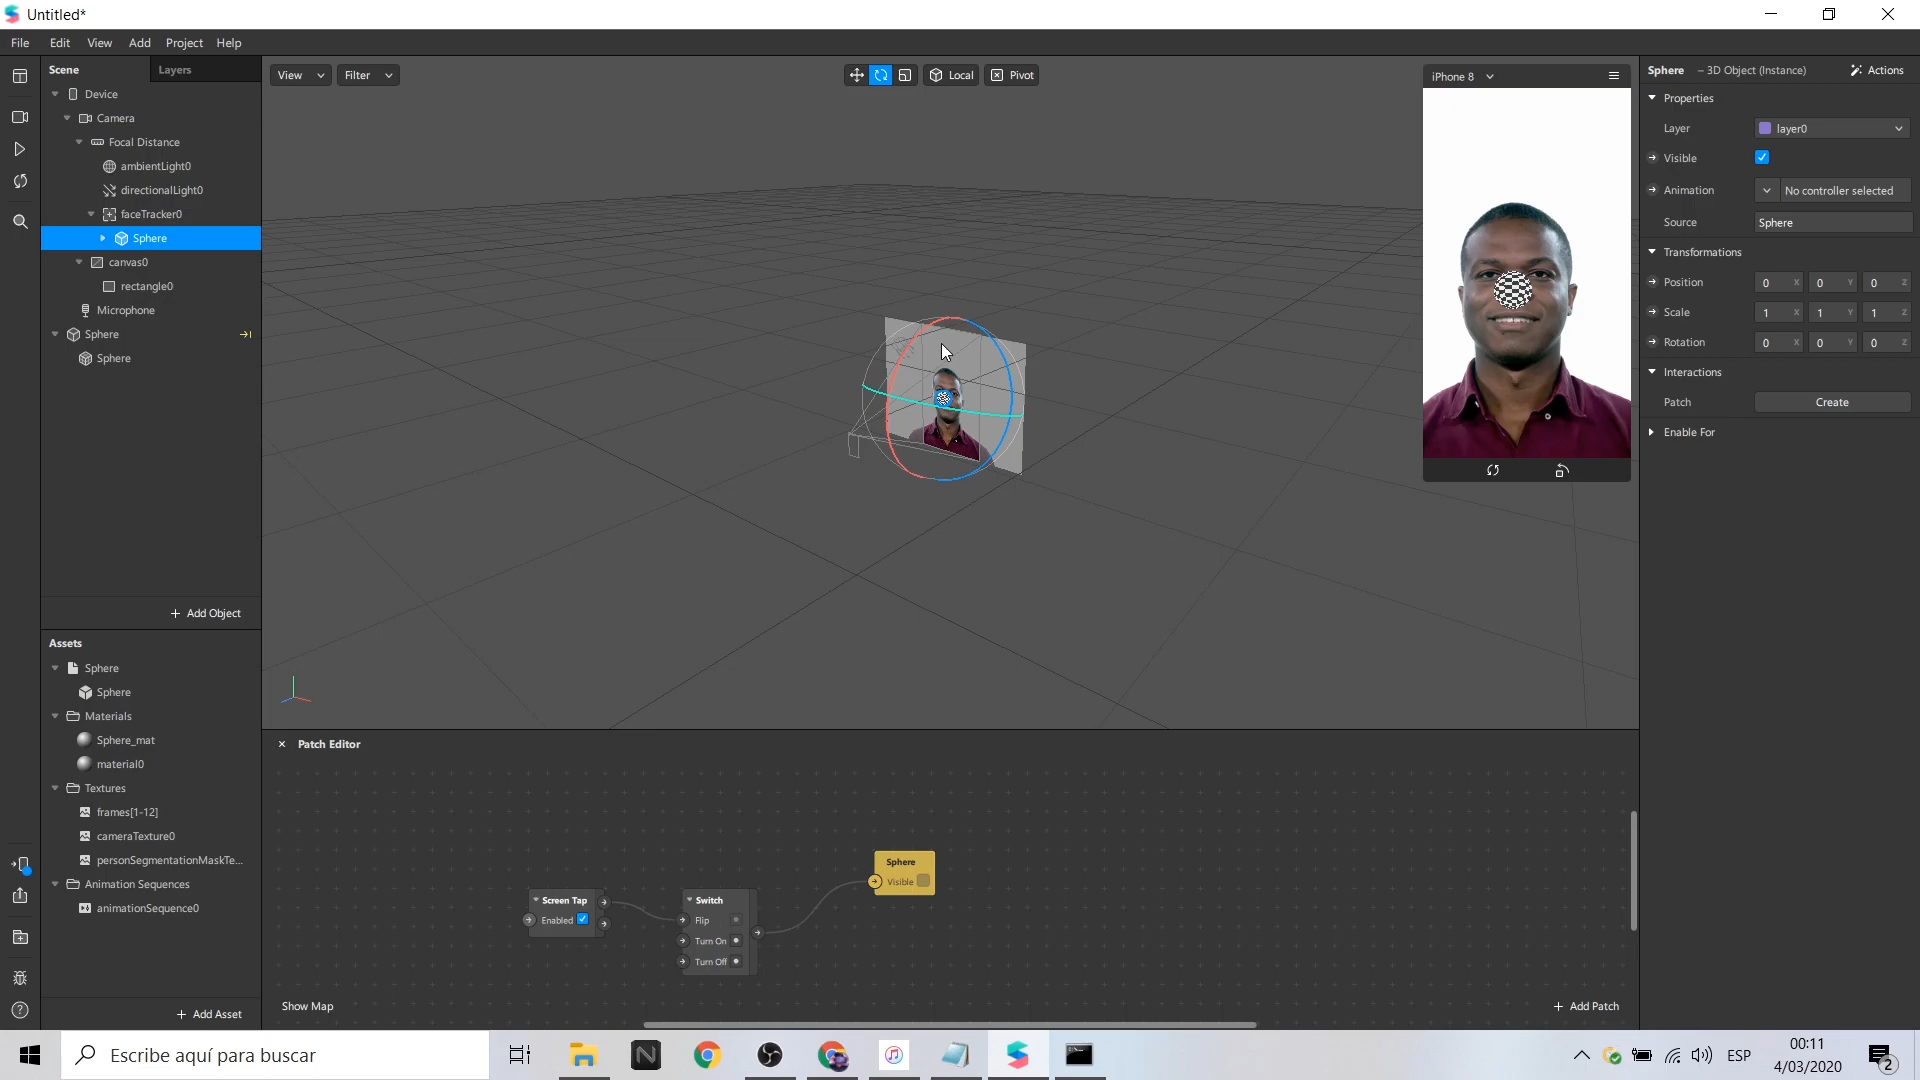 Untitled*
File Edit View Add Project Help
Scene
Layers
Device
Camera
Focal Distance
ambientLight0
directionalLight0
faceTracker0
Sphere
canvas0
rectangle0
Microphone
Sphere
Sphere
+ Add Object
Assets
Sphere
Sphere
Materials
Sphere_mat
material0
Textures
frames[1-12]
cameraTexture0
personSegmentationMaskTe...
Animation Sequences
animationSequence0
+ Add Asset
View
Filter
Local
Pivot
iPhone 8
Patch Editor
Screen Tap
Enabled
Switch
Flip
Turn On
Turn Off
Sphere
Visible
Show Map
+ Add Patch
Sphere – 3D Object (Instance)
Actions
Properties
Layer layer0
Visible
Animation No controller selected
Source Sphere
Transformations
Position 0 X 0 Y 0 Z
Scale 1 X 1 Y 1 Z
Rotation 0 X 0 Y 0 Z
Interactions
Patch Create
Enable For
Escribe aquí para buscar
ESP
00:11
4/03/2020
2